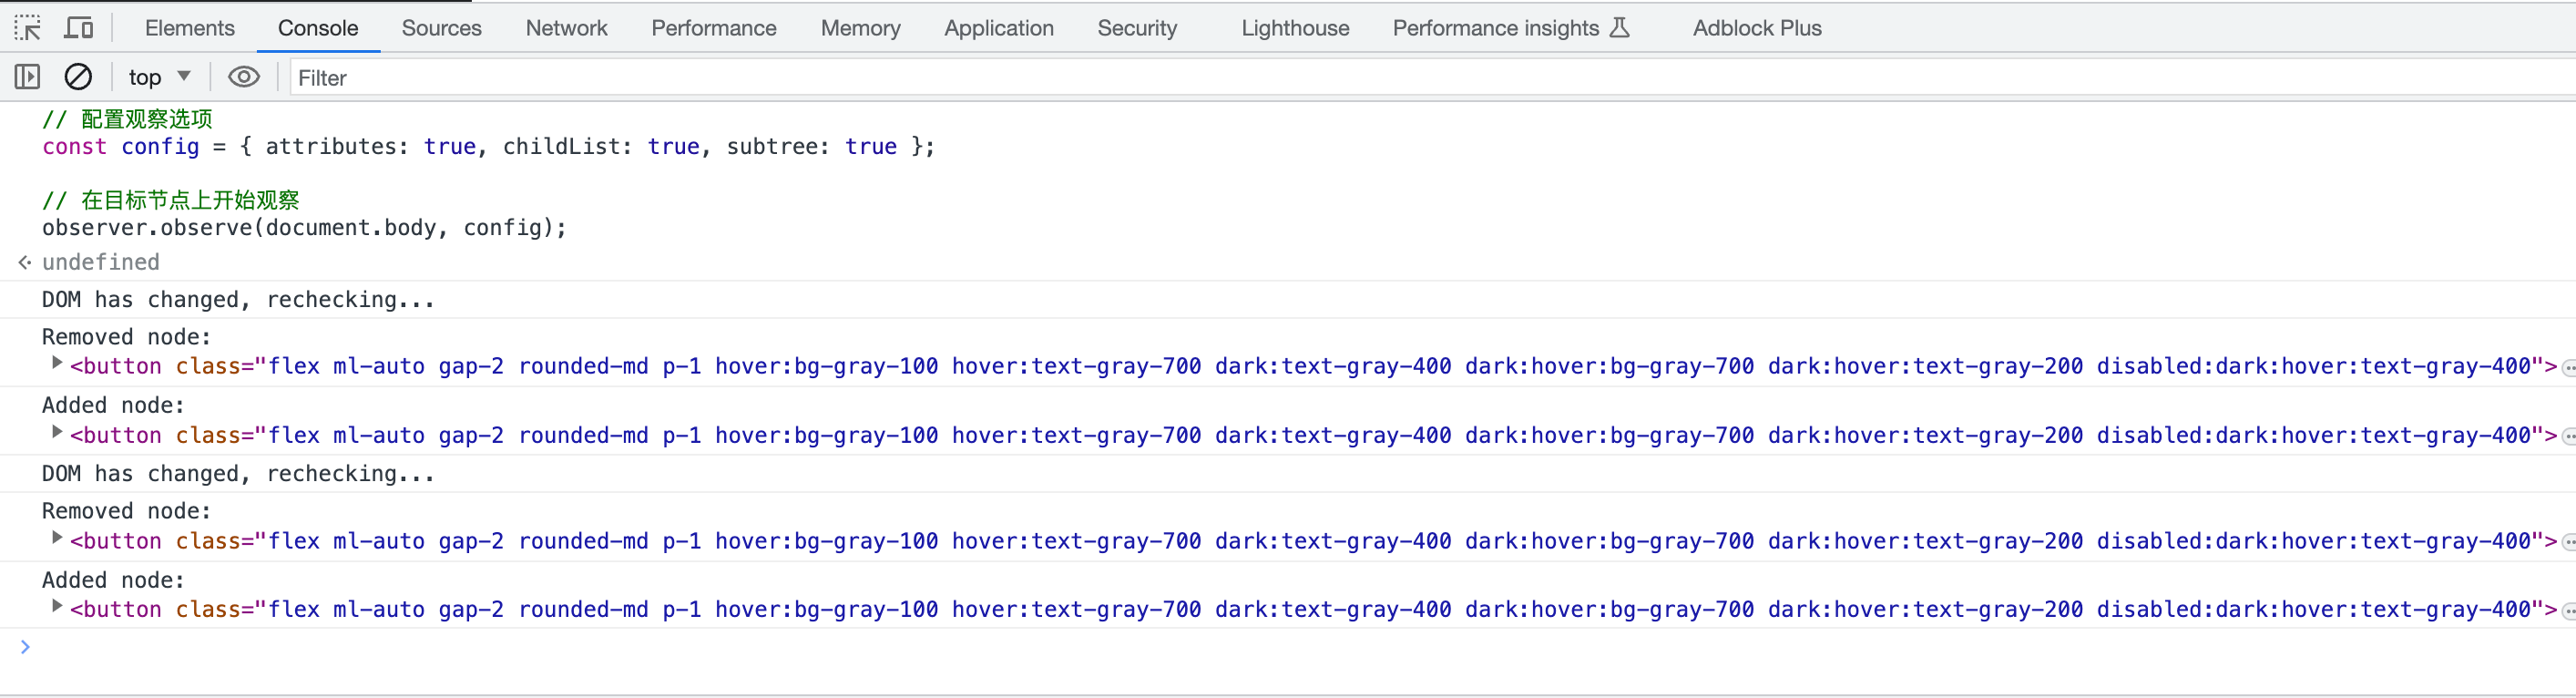 Elements Console Sources Network Performance Memory Application Security Lighthouse Performance insights Adblock Plus
top Filter
// 配置观察选项
const config = { attributes: true, childList: true, subtree: true };
// 在目标节点上开始观察
observer.observe(document.body, config);
undefined
DOM has changed, rechecking...
Removed node:
<button class="flex ml-auto gap-2 rounded-md p-1 hover:bg-gray-100 hover:text-gray-700 dark:text-gray-400 dark:hover:bg-gray-700 dark:hover:text-gray-200 disabled:dark:hover:text-gray-400">
Added node:
<button class="flex ml-auto gap-2 rounded-md p-1 hover:bg-gray-100 hover:text-gray-700 dark:text-gray-400 dark:hover:bg-gray-700 dark:hover:text-gray-200 disabled:dark:hover:text-gray-400">
DOM has changed, rechecking...
Removed node:
<button class="flex ml-auto gap-2 rounded-md p-1 hover:bg-gray-100 hover:text-gray-700 dark:text-gray-400 dark:hover:bg-gray-700 dark:hover:text-gray-200 disabled:dark:hover:text-gray-400">
Added node:
<button class="flex ml-auto gap-2 rounded-md p-1 hover:bg-gray-100 hover:text-gray-700 dark:text-gray-400 dark:hover:bg-gray-700 dark:hover:text-gray-200 disabled:dark:hover:text-gray-400">